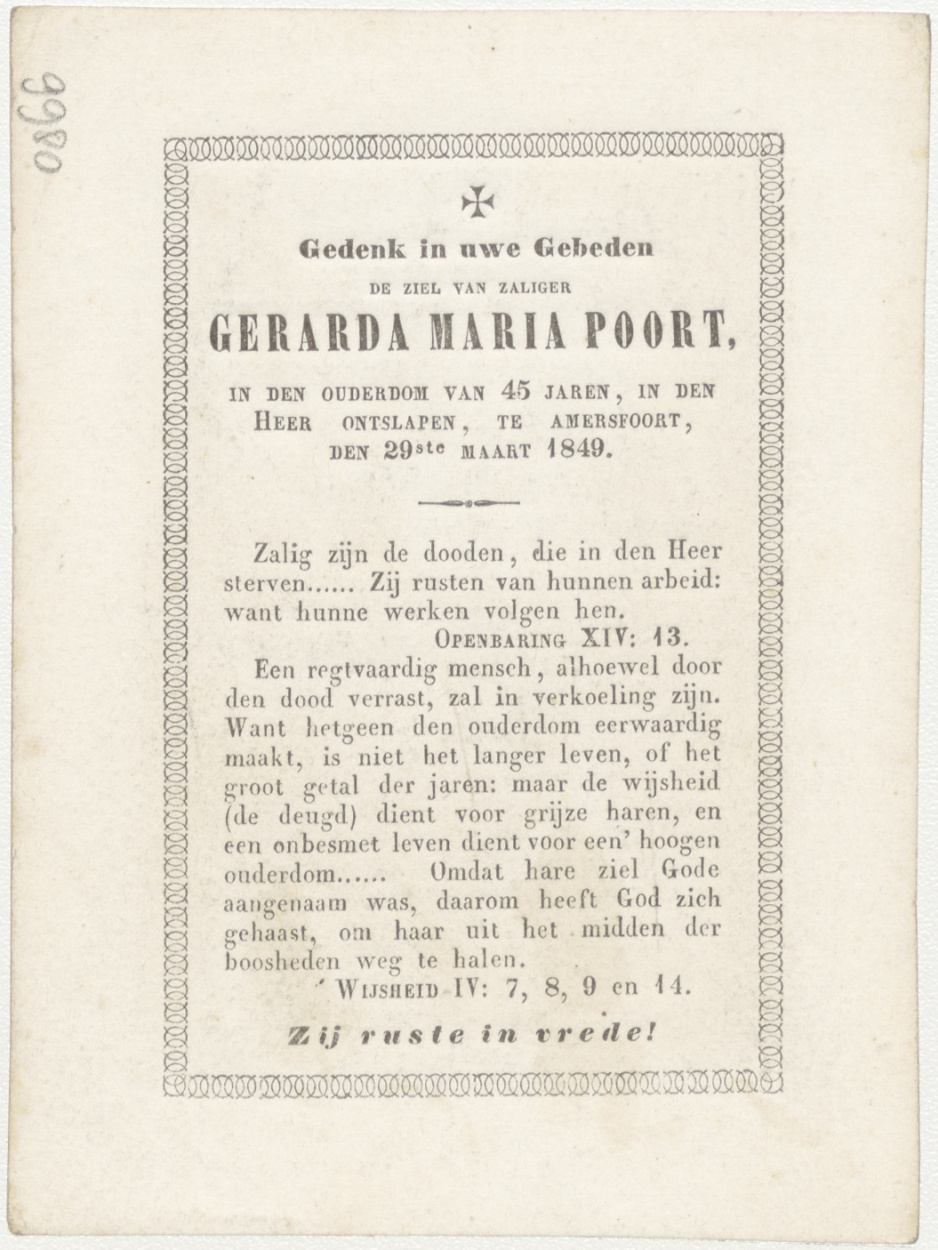 9980
Gedenk in uwe Gebeden
DE ZIEL VAN ZALIGER
GERARDA MARIA POORT,
IN DEN OUDERDOM VAN 45 JAREN, IN DEN
HEER ONTSLAPEN, TE AMERSFOORT,
DEN 29ste MAART 1849.
Zalig zijn de dooden, die in den Heer
sterven...... Zij rusten van hunnen arbeid:
want hunne werken volgen hen.
OPENBARING XIV: 13.
Een regtvaardig mensch, alhoewel door
den dood verrast, zal in verkoeling zijn.
Want hetgeen den ouderdom eerwaardig
maakt, is niet het langer leven, of het
groot getal der jaren: maar de wijsheid
(de deugd) dient voor grijze haren, en
een onbesmet leven dient voor een' hoogen
ouderdom...... Omdat hare ziel Gode
aangenaam was, daarom heeft God zich
gehaast, om haar uit het midden der
boosheden weg te halen.
WIJSHEID IV: 7, 8, 9 en 14.
Zij ruste in vrede!